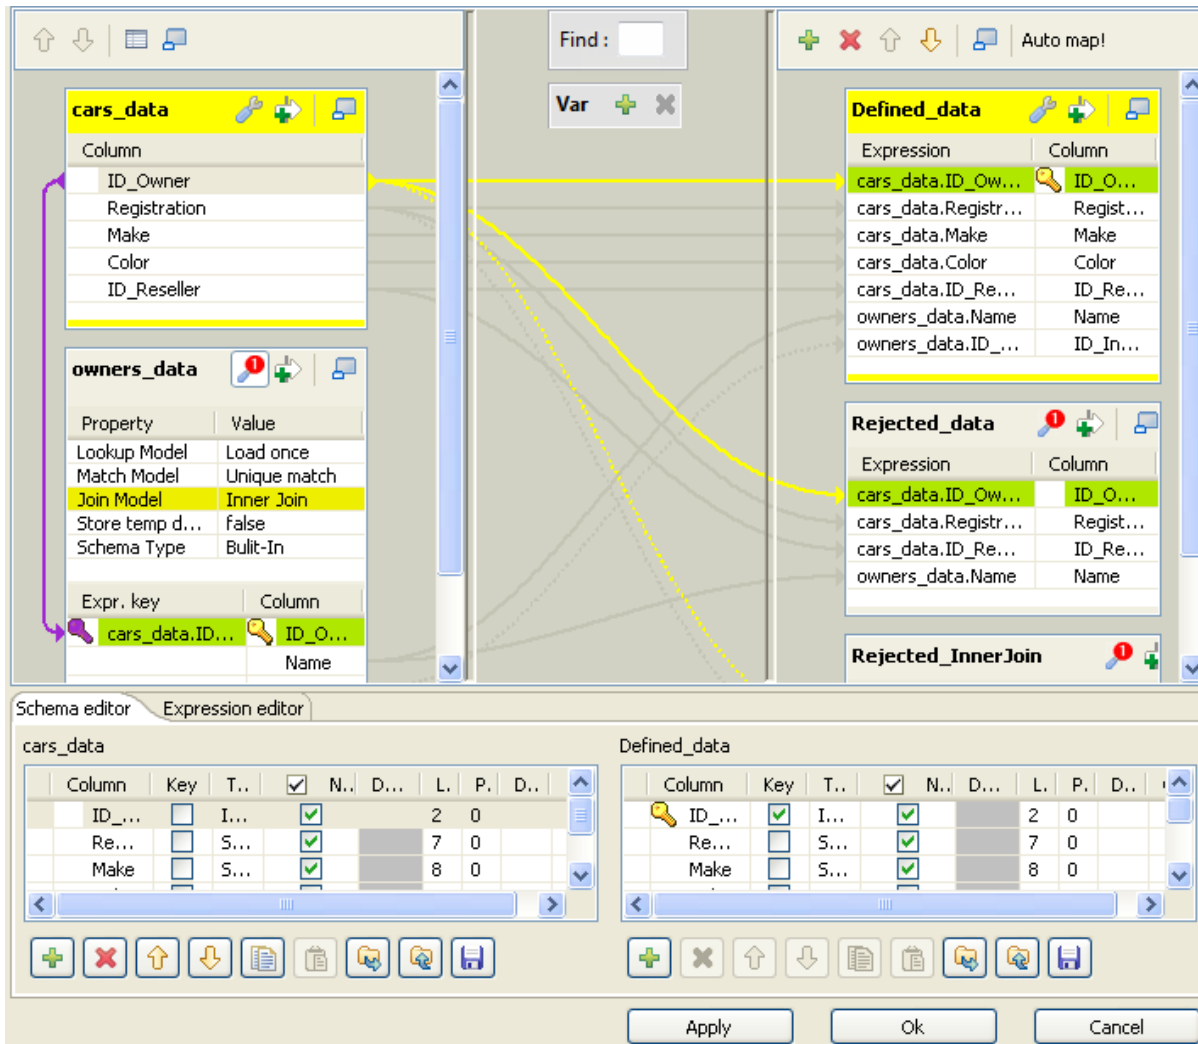 Find :
Auto map!
Var
cars_data
Column
ID_Owner
Registration
Make
Color
ID_Reseller
owners_data
1
Property Value
Lookup Model Load once
Match Model Unique match
Join Model Inner Join
Store temp d... false
Schema Type Bulit-In
Expr. key Column
cars_data.ID... ID_O...
Name
Defined_data
Expression Column
cars_data.ID_Ow... ID_O...
cars_data.Registr... Regist...
cars_data.Make Make
cars_data.Color Color
cars_data.ID_Re... ID_Re...
owners_data.Name Name
owners_data.ID_... ID_In...
Rejected_data
1
Expression Column
cars_data.ID_Ow... ID_O...
cars_data.Registr... Regist...
cars_data.ID_Re... ID_Re...
owners_data.Name Name
Rejected_InnerJoin
1
Schema editor Expression editor
cars_data
Column Key T.. N.. D... L. P. D..
ID_... I... 2 0
Re... S... 7 0
Make S... 8 0
Defined_data
Column Key T.. N.. D... L. P. D..
ID_... I... 2 0
Re... S... 7 0
Make S... 8 0
Apply Ok Cancel